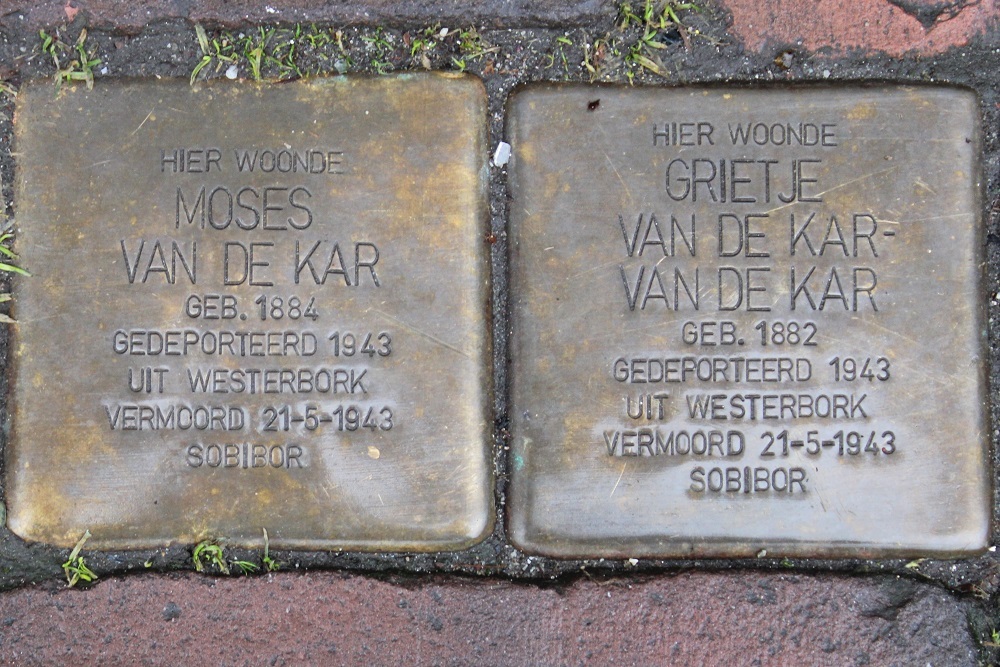 HIER WOONDE
MOSES
VAN DE KAR
GEB. 1884
GEDEPORTEERD 1943
UIT WESTERBORK
VERMOORD 21-5-1943
SOBIBOR
HIER WOONDE
GRIETJE
VAN DE KAR-
VAN DE KAR
GEB. 1882
GEDEPORTEERD 1943
UIT WESTERBORK
VERMOORD 21-5-1943
SOBIBOR